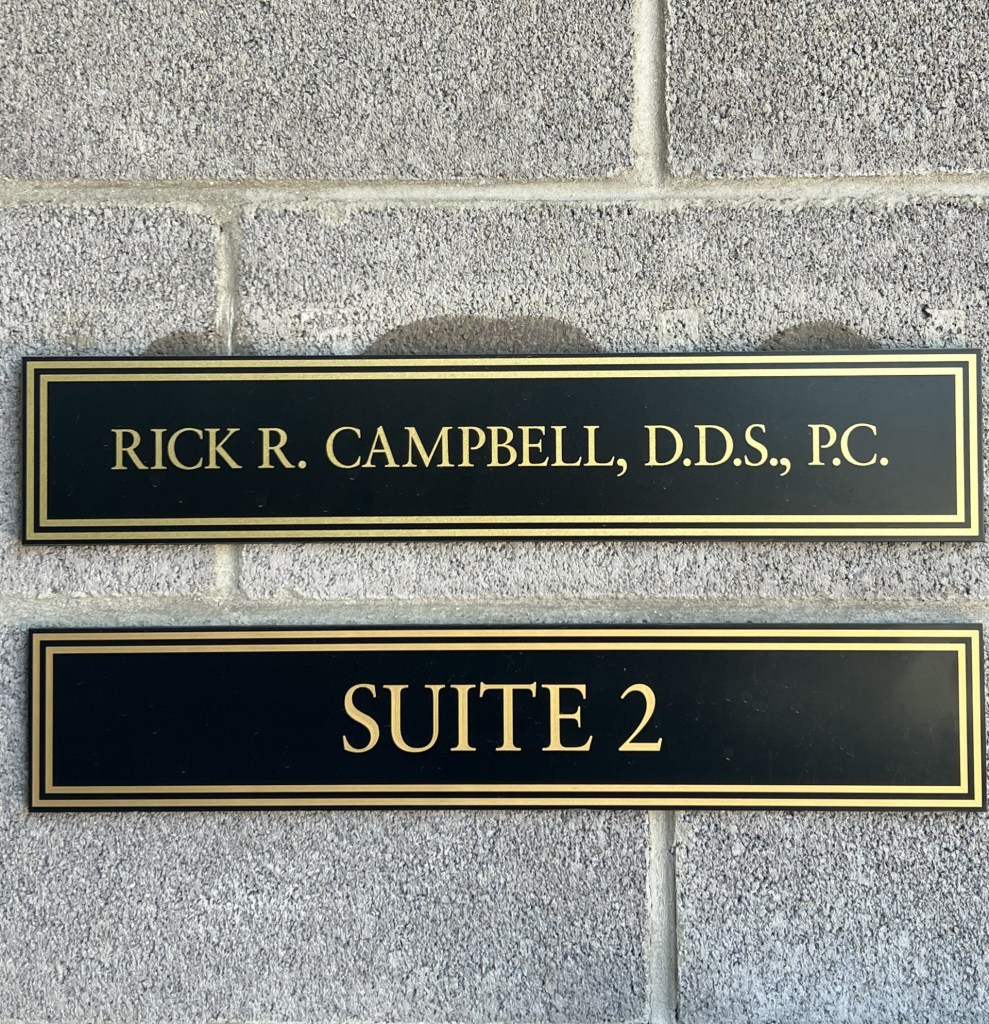 RICK R. CAMPBELL, D.D.S., P.C.
SUITE 2